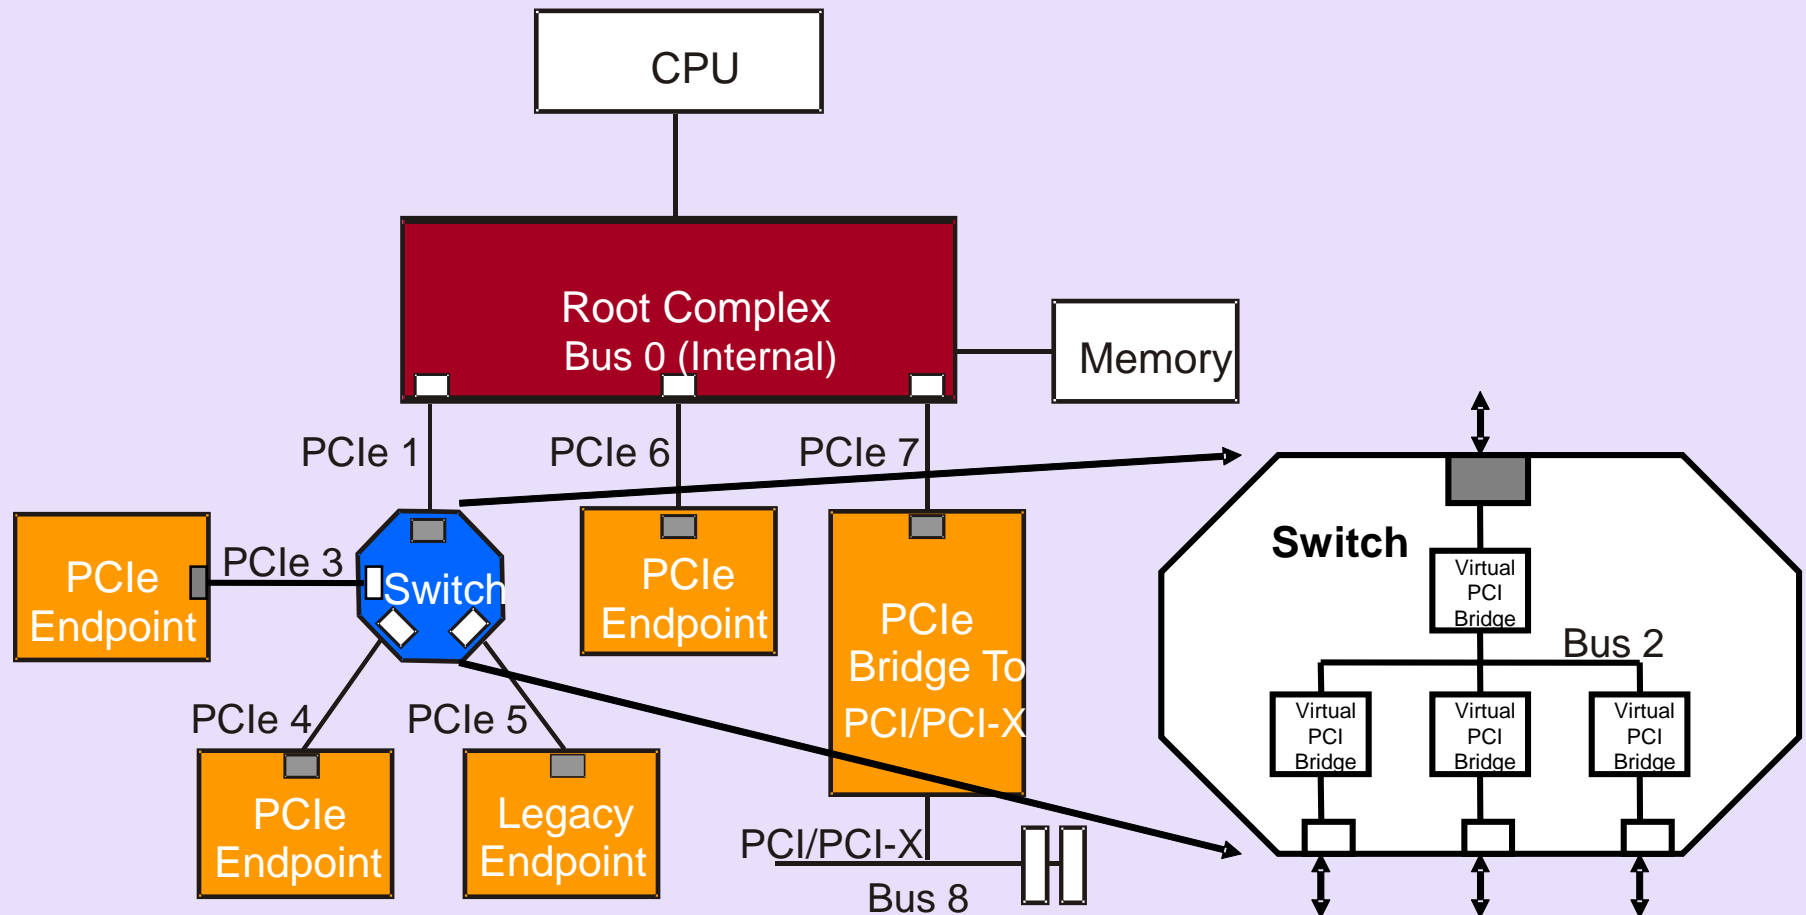 CPU
Root Complex
Bus 0 (Internal)
Memory
PCIe 1
PCIe 6
PCIe 7
PCIe
Endpoint
PCIe 3
Switch
PCIe
Endpoint
PCIe
Bridge To
PCI/PCI-X
PCIe 4
PCIe 5
PCIe
Endpoint
Legacy
Endpoint
PCI/PCI-X
Bus 8
Switch
Virtual
PCI
Bridge
Bus 2
Virtual
PCI
Bridge
Virtual
PCI
Bridge
Virtual
PCI
Bridge